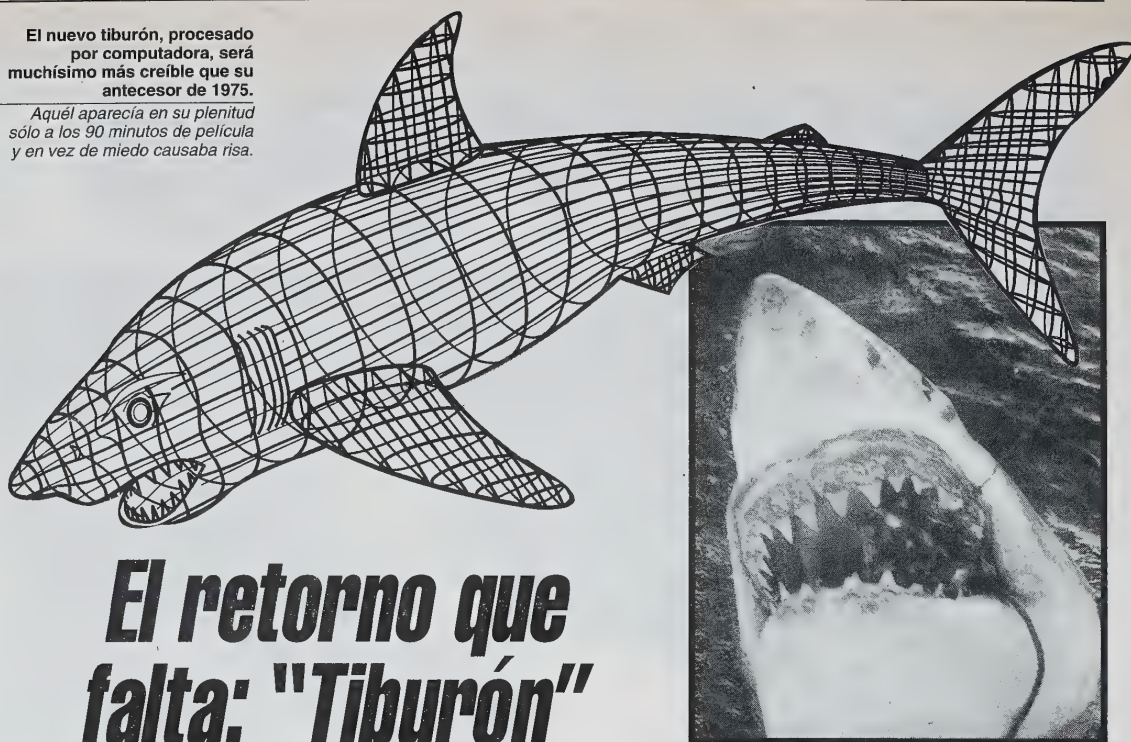 El nuevo tiburón, procesado
por computadora, será
muchísimo más creíble que su
antecesor de 1975.
Aquél aparecía en su plenitud
sólo a los 90 minutos de película
y en vez de miedo causaba risa.
El retorno que
falta: "Tiburón"